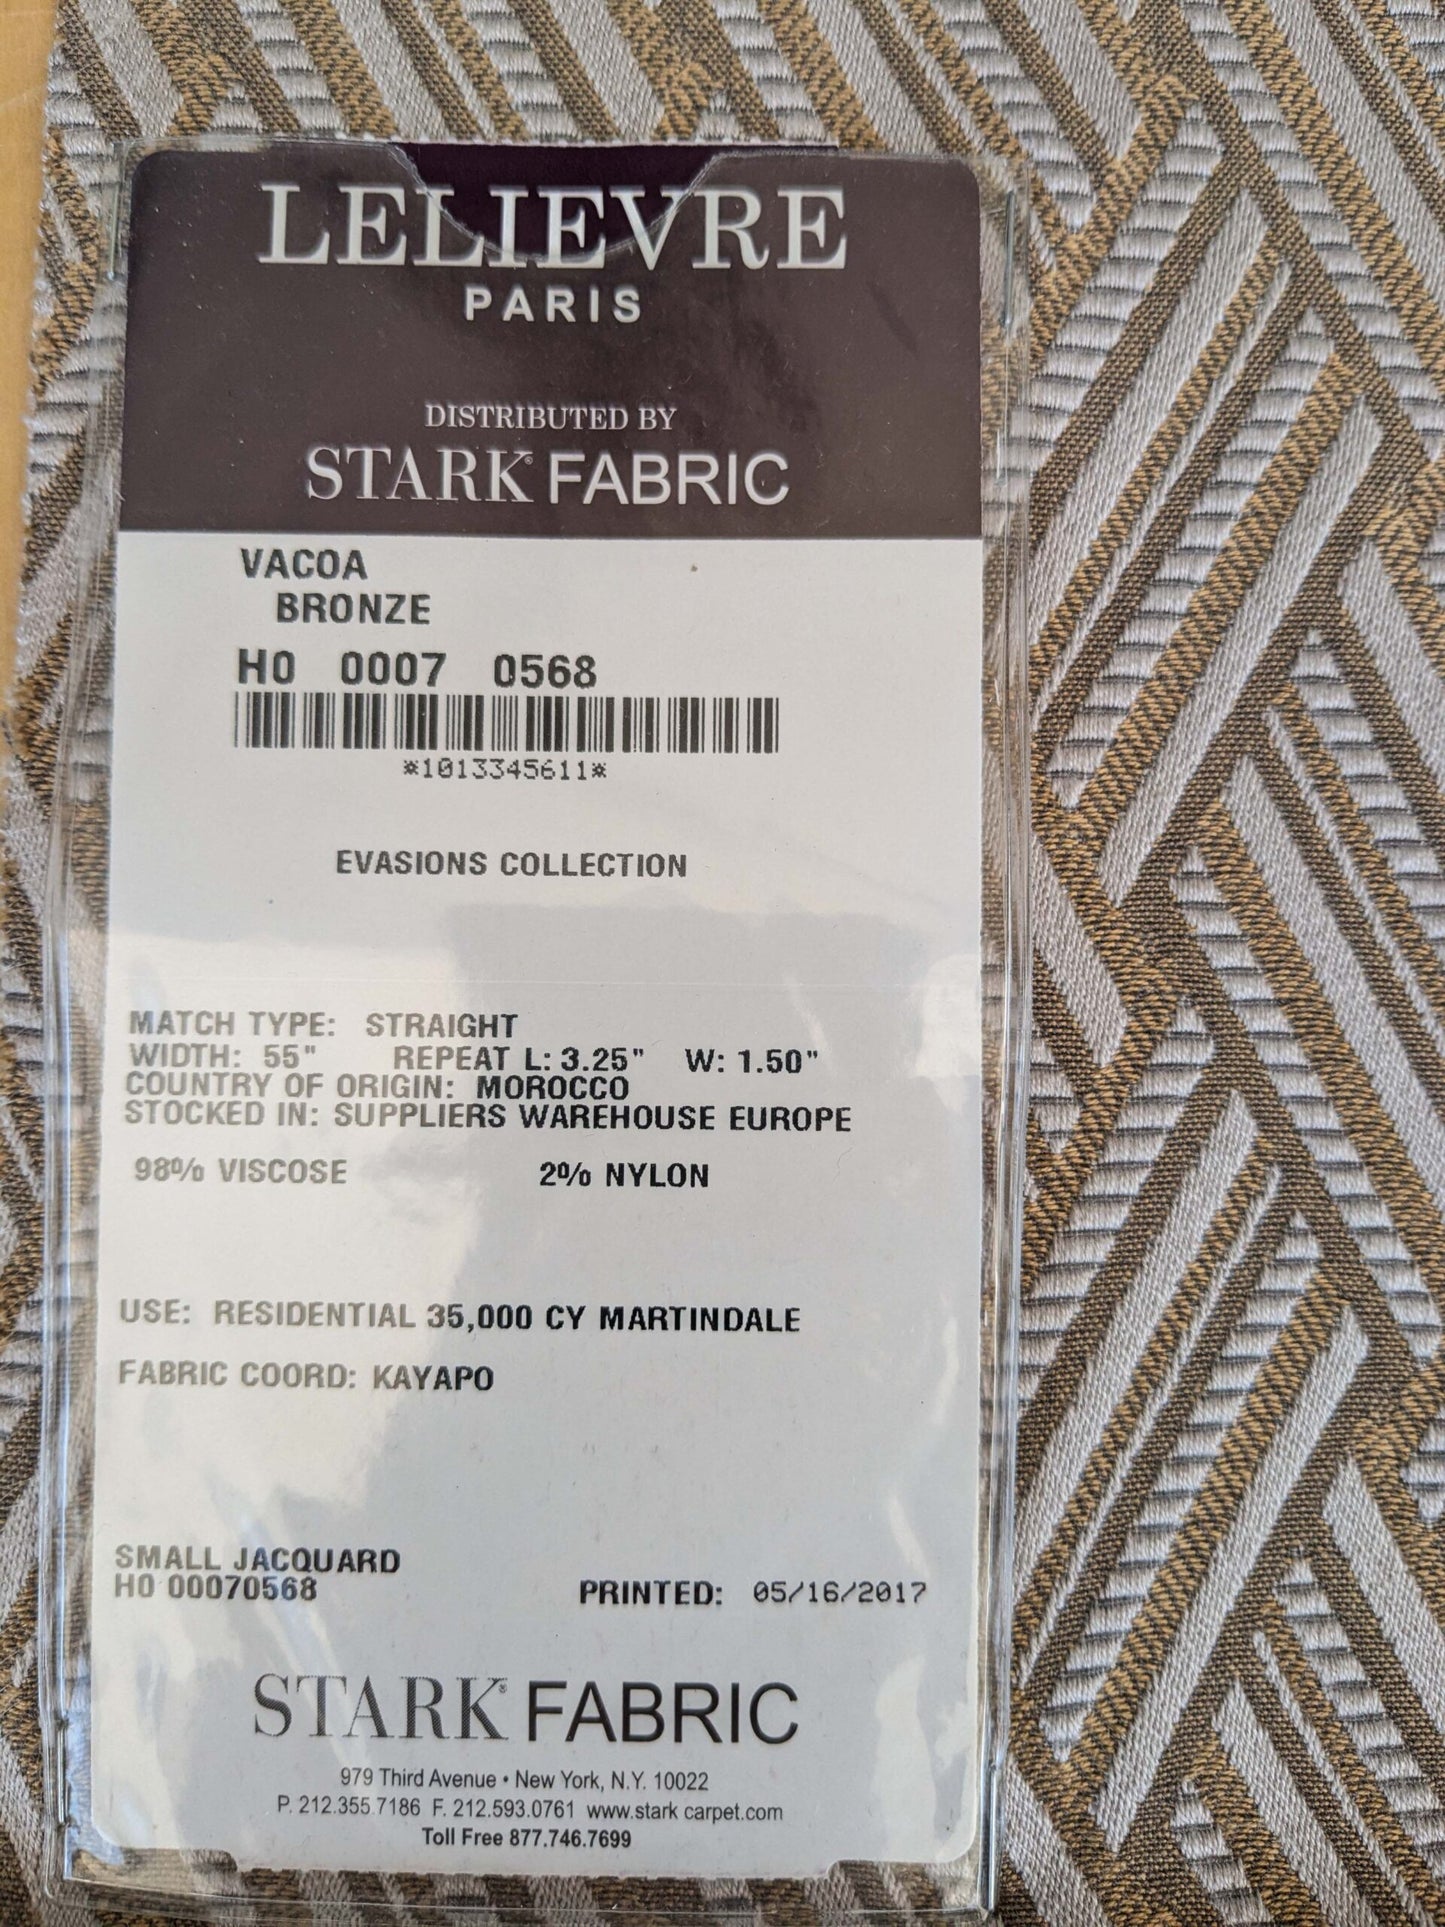 LELIEVRE
PARIS
DISTRIBUTED BY
STARK® FABRIC
VACOA
BRONZE
H0 0007 0568
*1013345611*
EVASIONS COLLECTION
MATCH TYPE: STRAIGHT
WIDTH: 55" REPEAT L: 3.25" W: 1.50"
COUNTRY OF ORIGIN: MOROCCO
STOCKED IN: SUPPLIERS WAREHOUSE EUROPE
98% VISCOSE 2% NYLON
USE: RESIDENTIAL 35,000 CY MARTINDALE
FABRIC COORD: KAYAPO
SMALL JACQUARD
H0 00070568 PRINTED: 05/16/2017
STARK® FABRIC
979 Third Avenue • New York, N.Y. 10022
P. 212.355.7186 F. 212.593.0761 www.stark carpet.com
Toll Free 877.746.7699